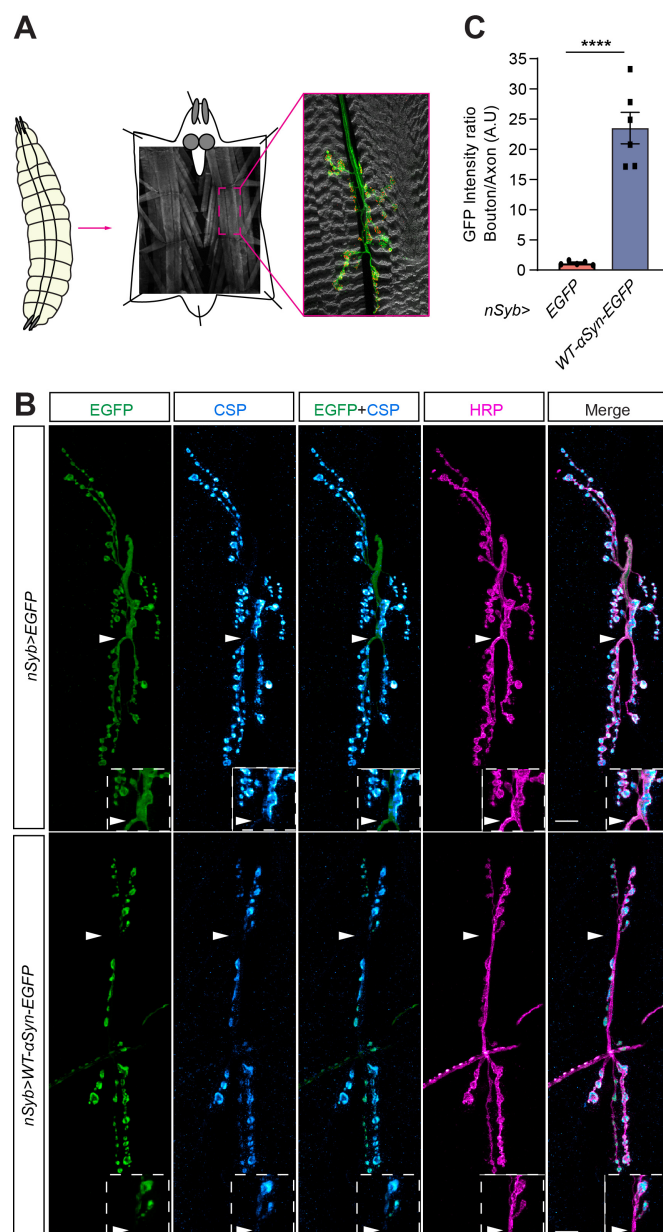 A
C
****
GFP Intensity ratio
Bouton/Axon (A.U)
35
30
25
20
15
10
5
0
nSyb>
EGFP
WT-αSyn-EGFP
B
EGFP
CSP
EGFP+CSP
HRP
Merge
nSyb>EGFP
nSyb>WT-αSyn-EGFP